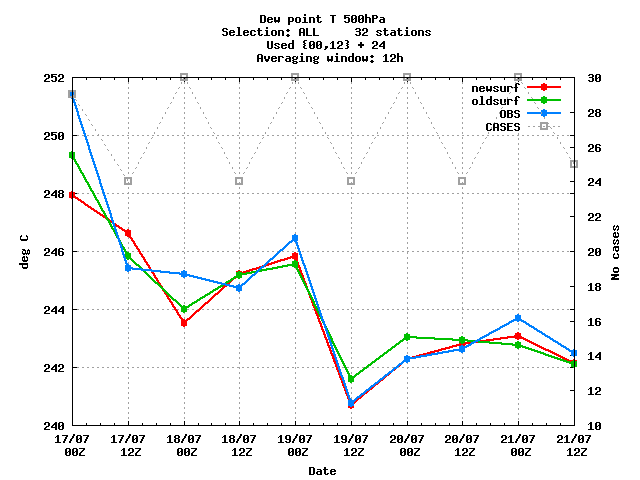 Dew point T 500hPa
Selection: ALL     32 stations
Used {00,12} + 24
Averaging window: 12h
newsurf
oldsurf
OBS
CASES
deg C
252
250
248
246
244
242
240
30
28
26
24
22
20
18
16
14
12
10
No cases
17/07 17/07 18/07 18/07 19/07 19/07 20/07 20/07 21/07 21/07
00Z 12Z 00Z 12Z 00Z 12Z 00Z 12Z 00Z 12Z
Date